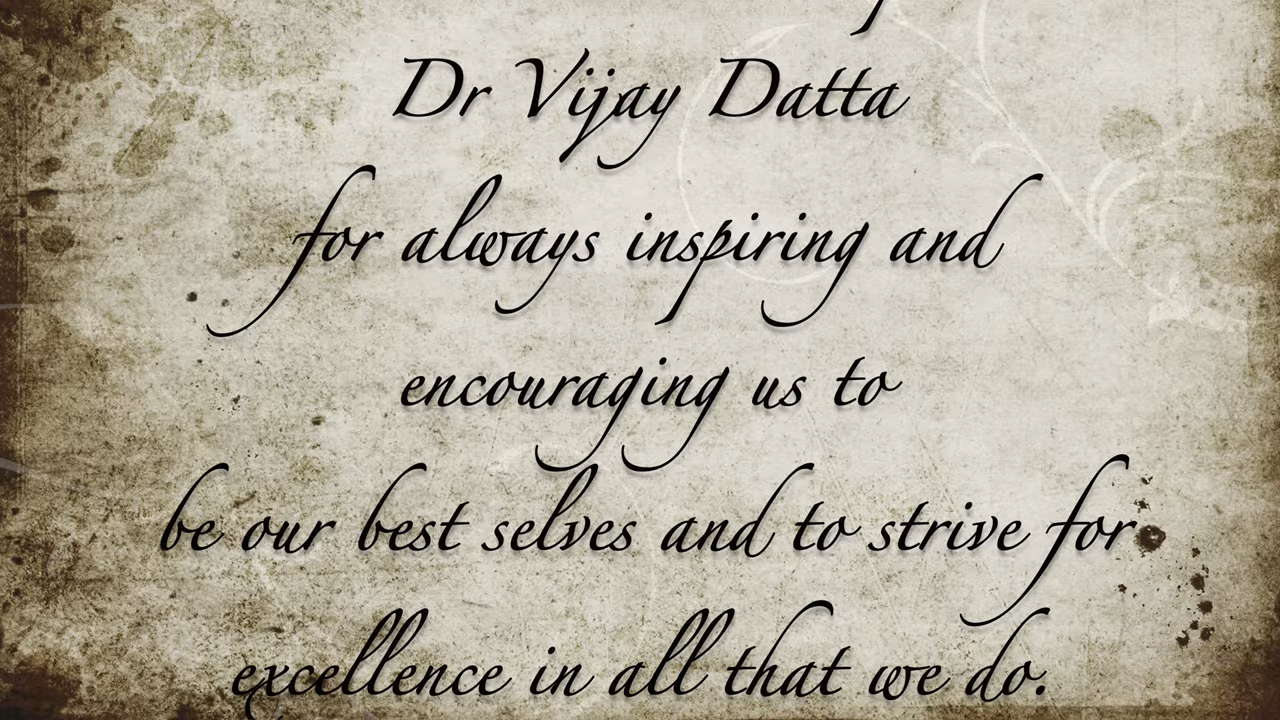 Dr Vijay Datta
for always inspiring and
encouraging us to
be our best selves and to strive for
excellence in all that we do.